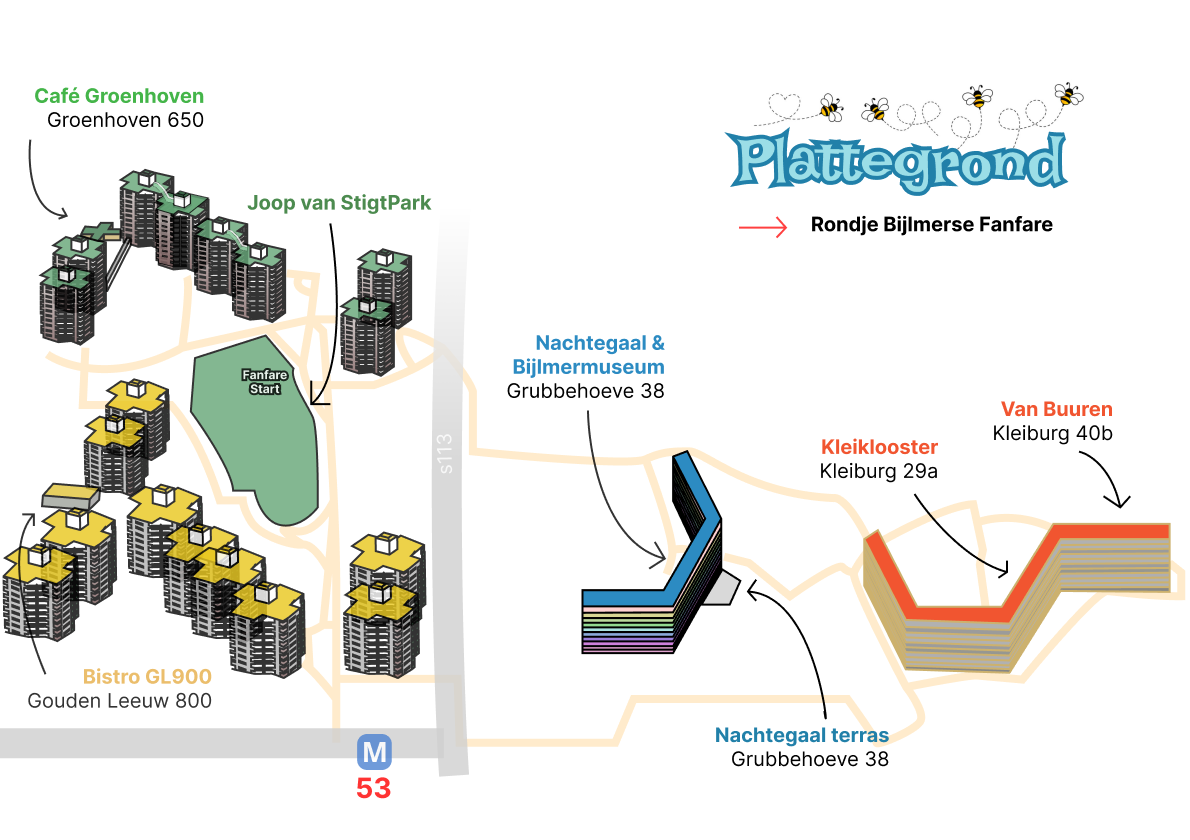 Café Groenhoven
Groenhoven 650
Plattegrond
Rondje Bijlmerse Fanfare
Joop van StigtPark
Nachtegaal &
Bijlmermuseum
Grubbehoeve 38
Fanfare
Start
Van Buuren
Kleiburg 40b
Kleiklooster
Kleiburg 29a
s113
Bistro GL900
Gouden Leeuw 800
Nachtegaal terras
Grubbehoeve 38
M
53